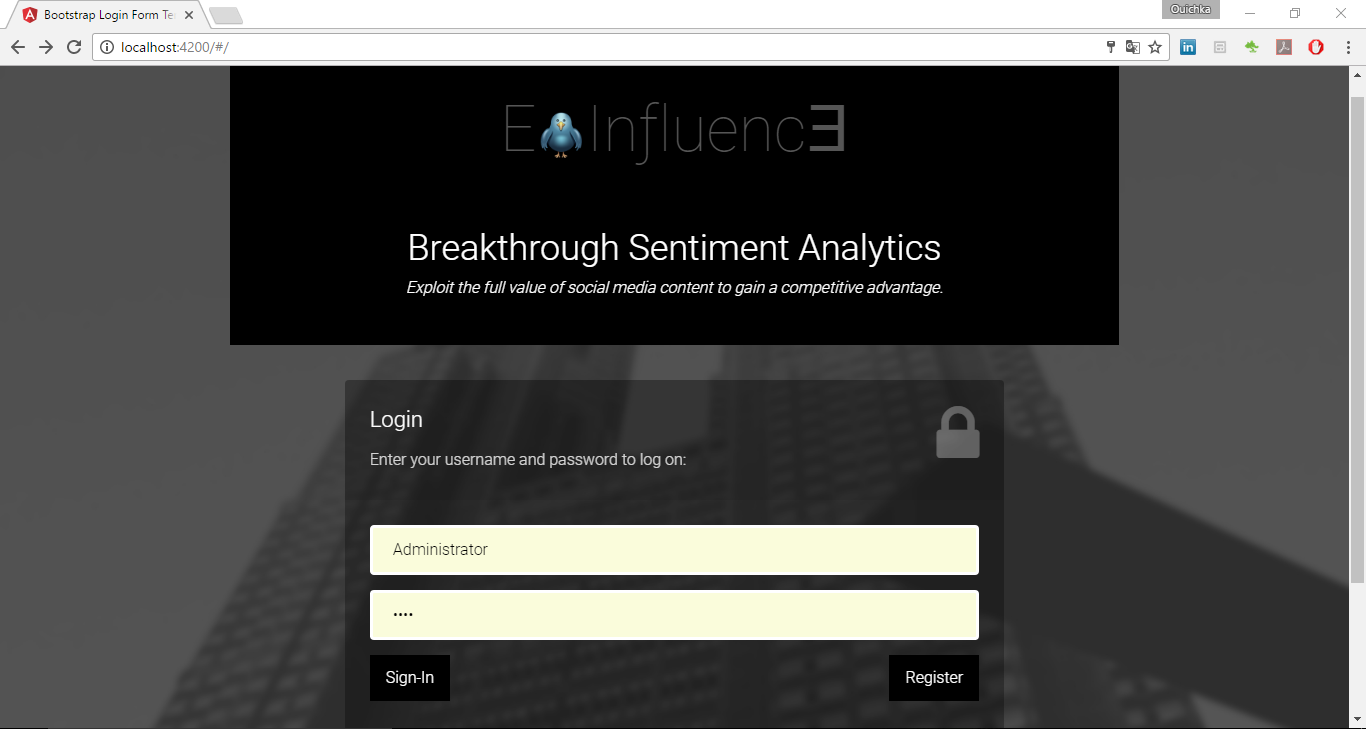 Bootstrap Login Form Te
Ouichka
localhost:4200/#/
in
E Influenc∃
Breakthrough Sentiment Analytics
Exploit the full value of social media content to gain a competitive advantage.
Login
Enter your username and password to log on:
Administrator
••••
Sign-In
Register